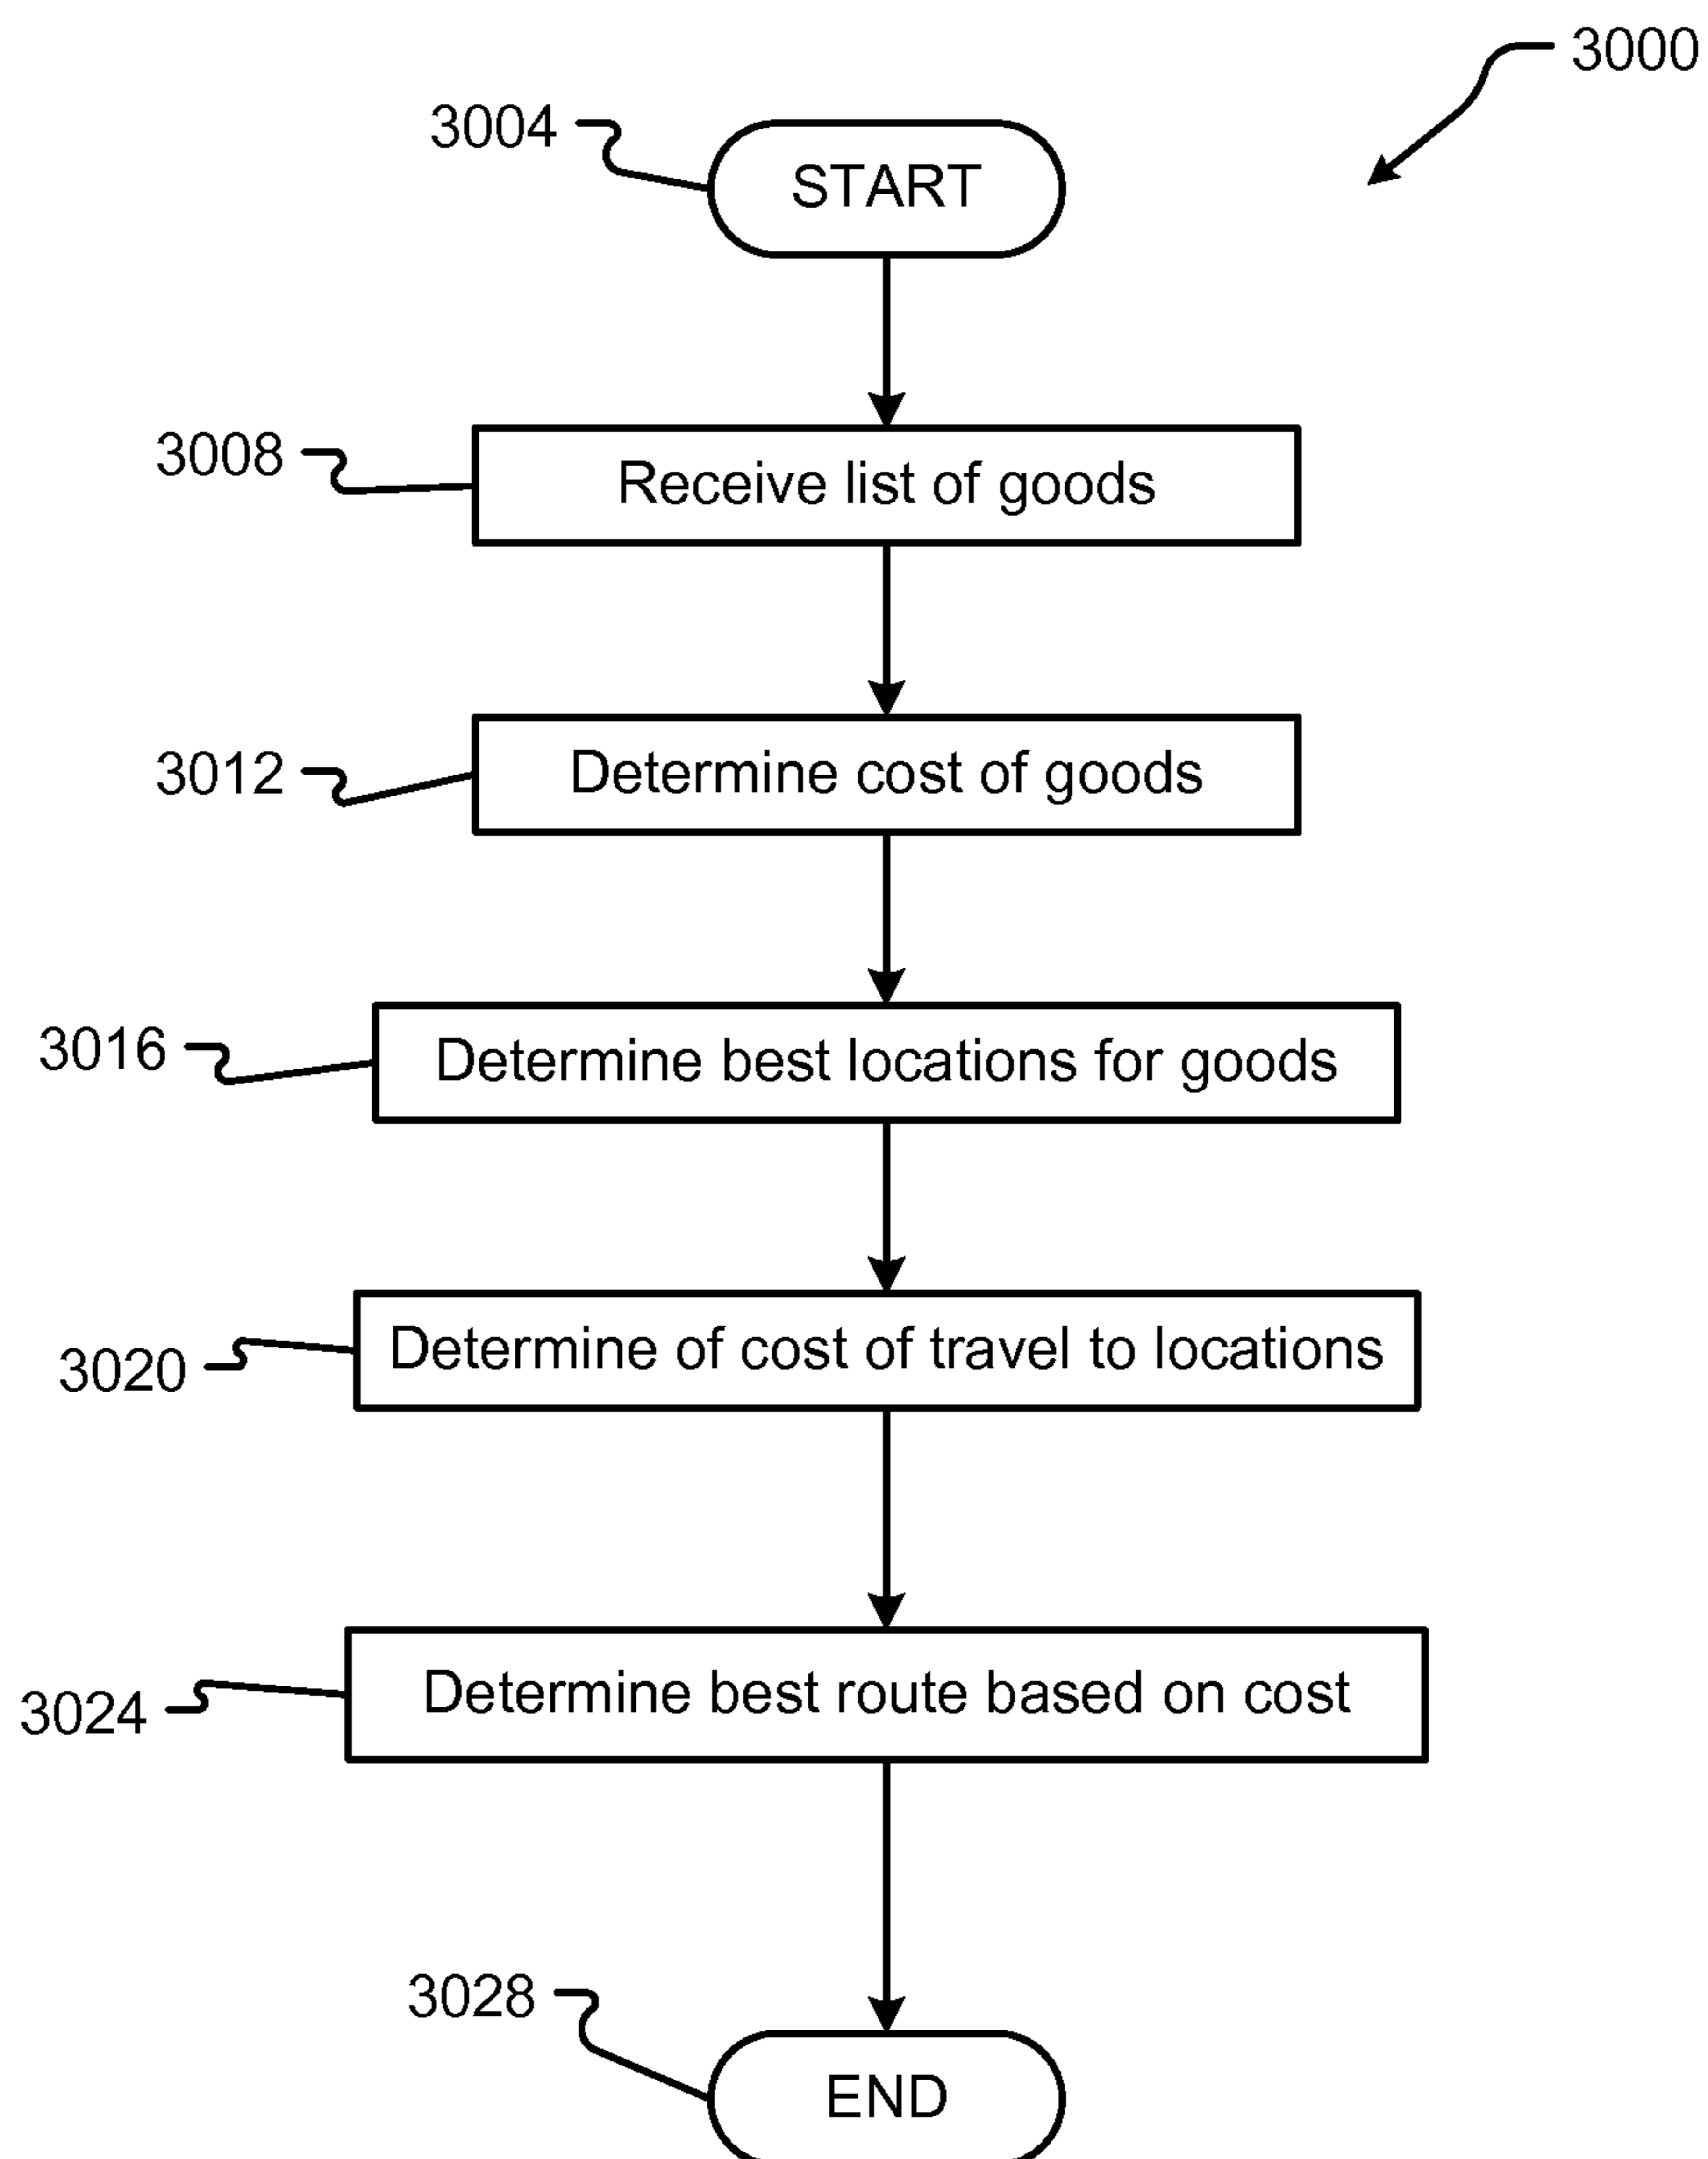 3000
3004
START
3008
Receive list of goods
3012
Determine cost of goods
3016
Determine best locations for goods
3020
Determine of cost of travel to locations
3024
Determine best route based on cost
3028
END